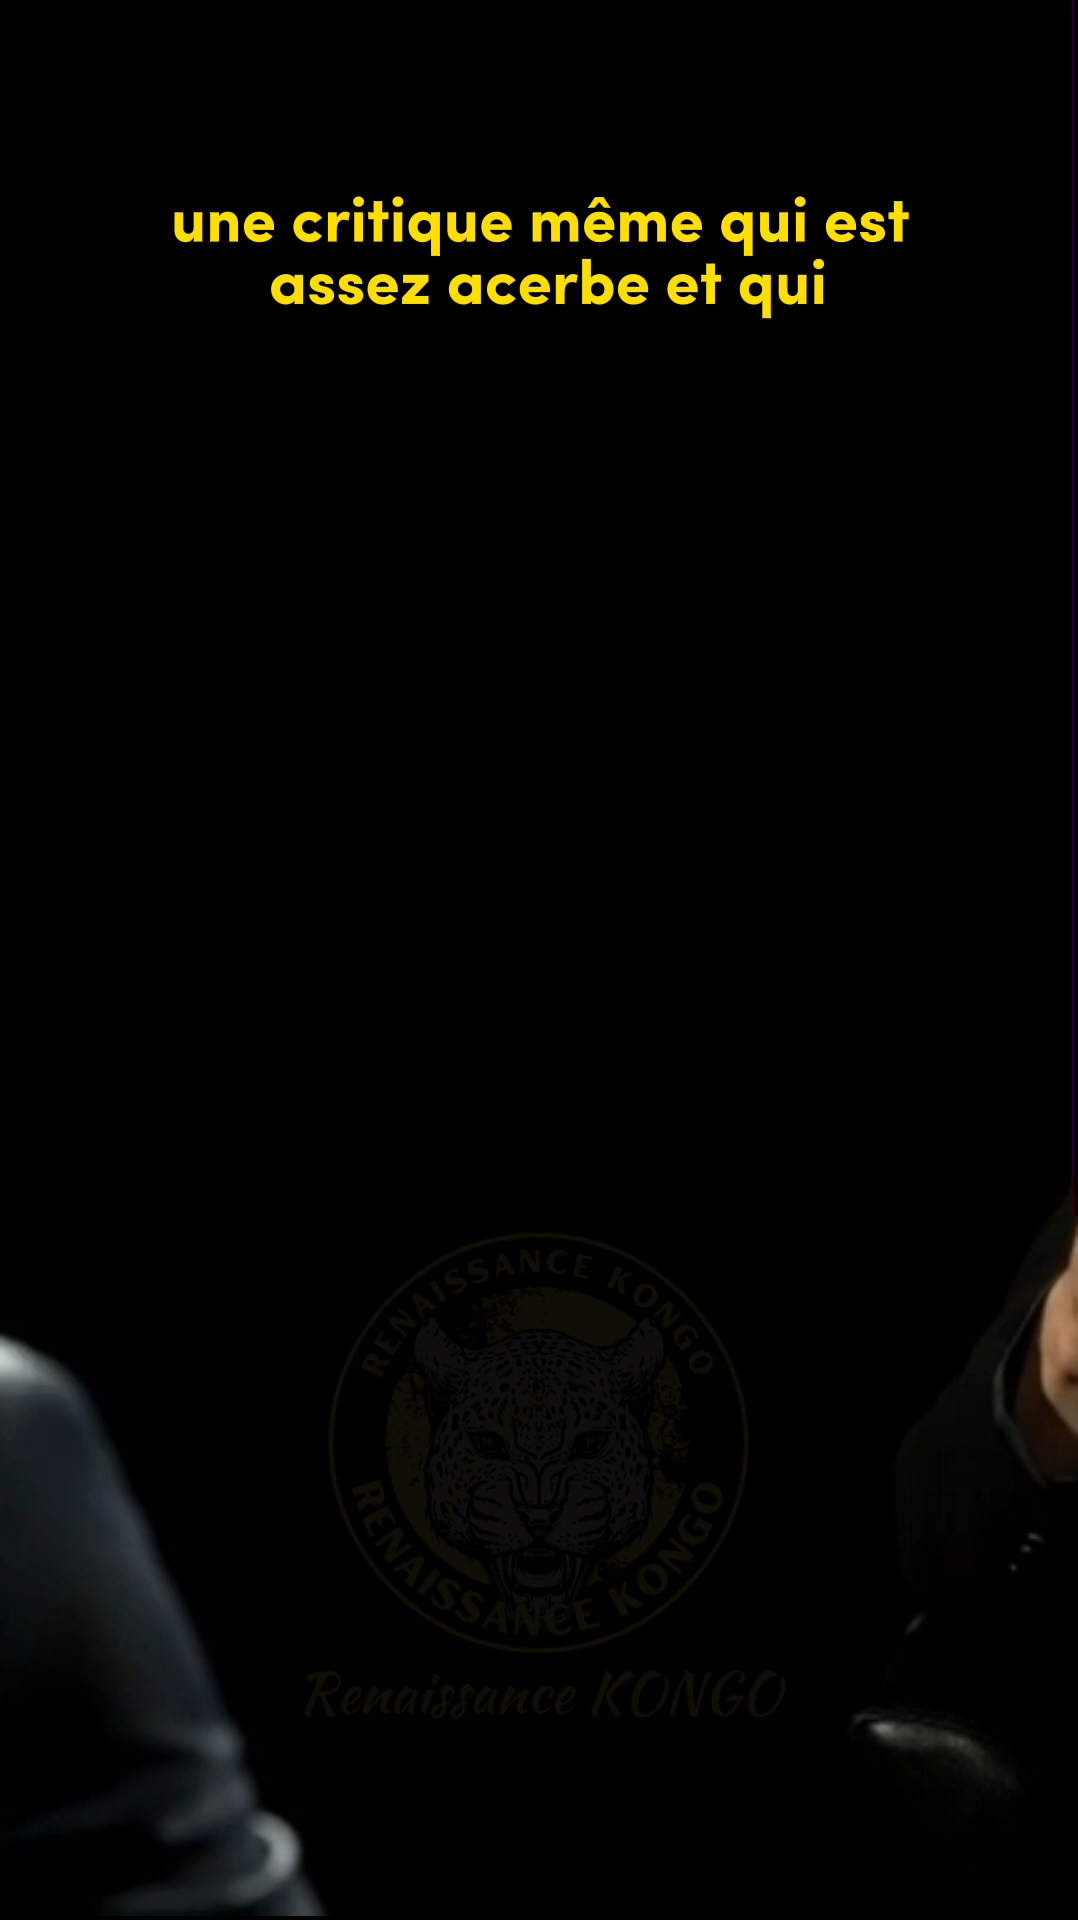 une critique même qui est
assez acerbe et qui
RENAISSANCE KONGO
RENAISSANCE KONGO
Renaissance KONGO